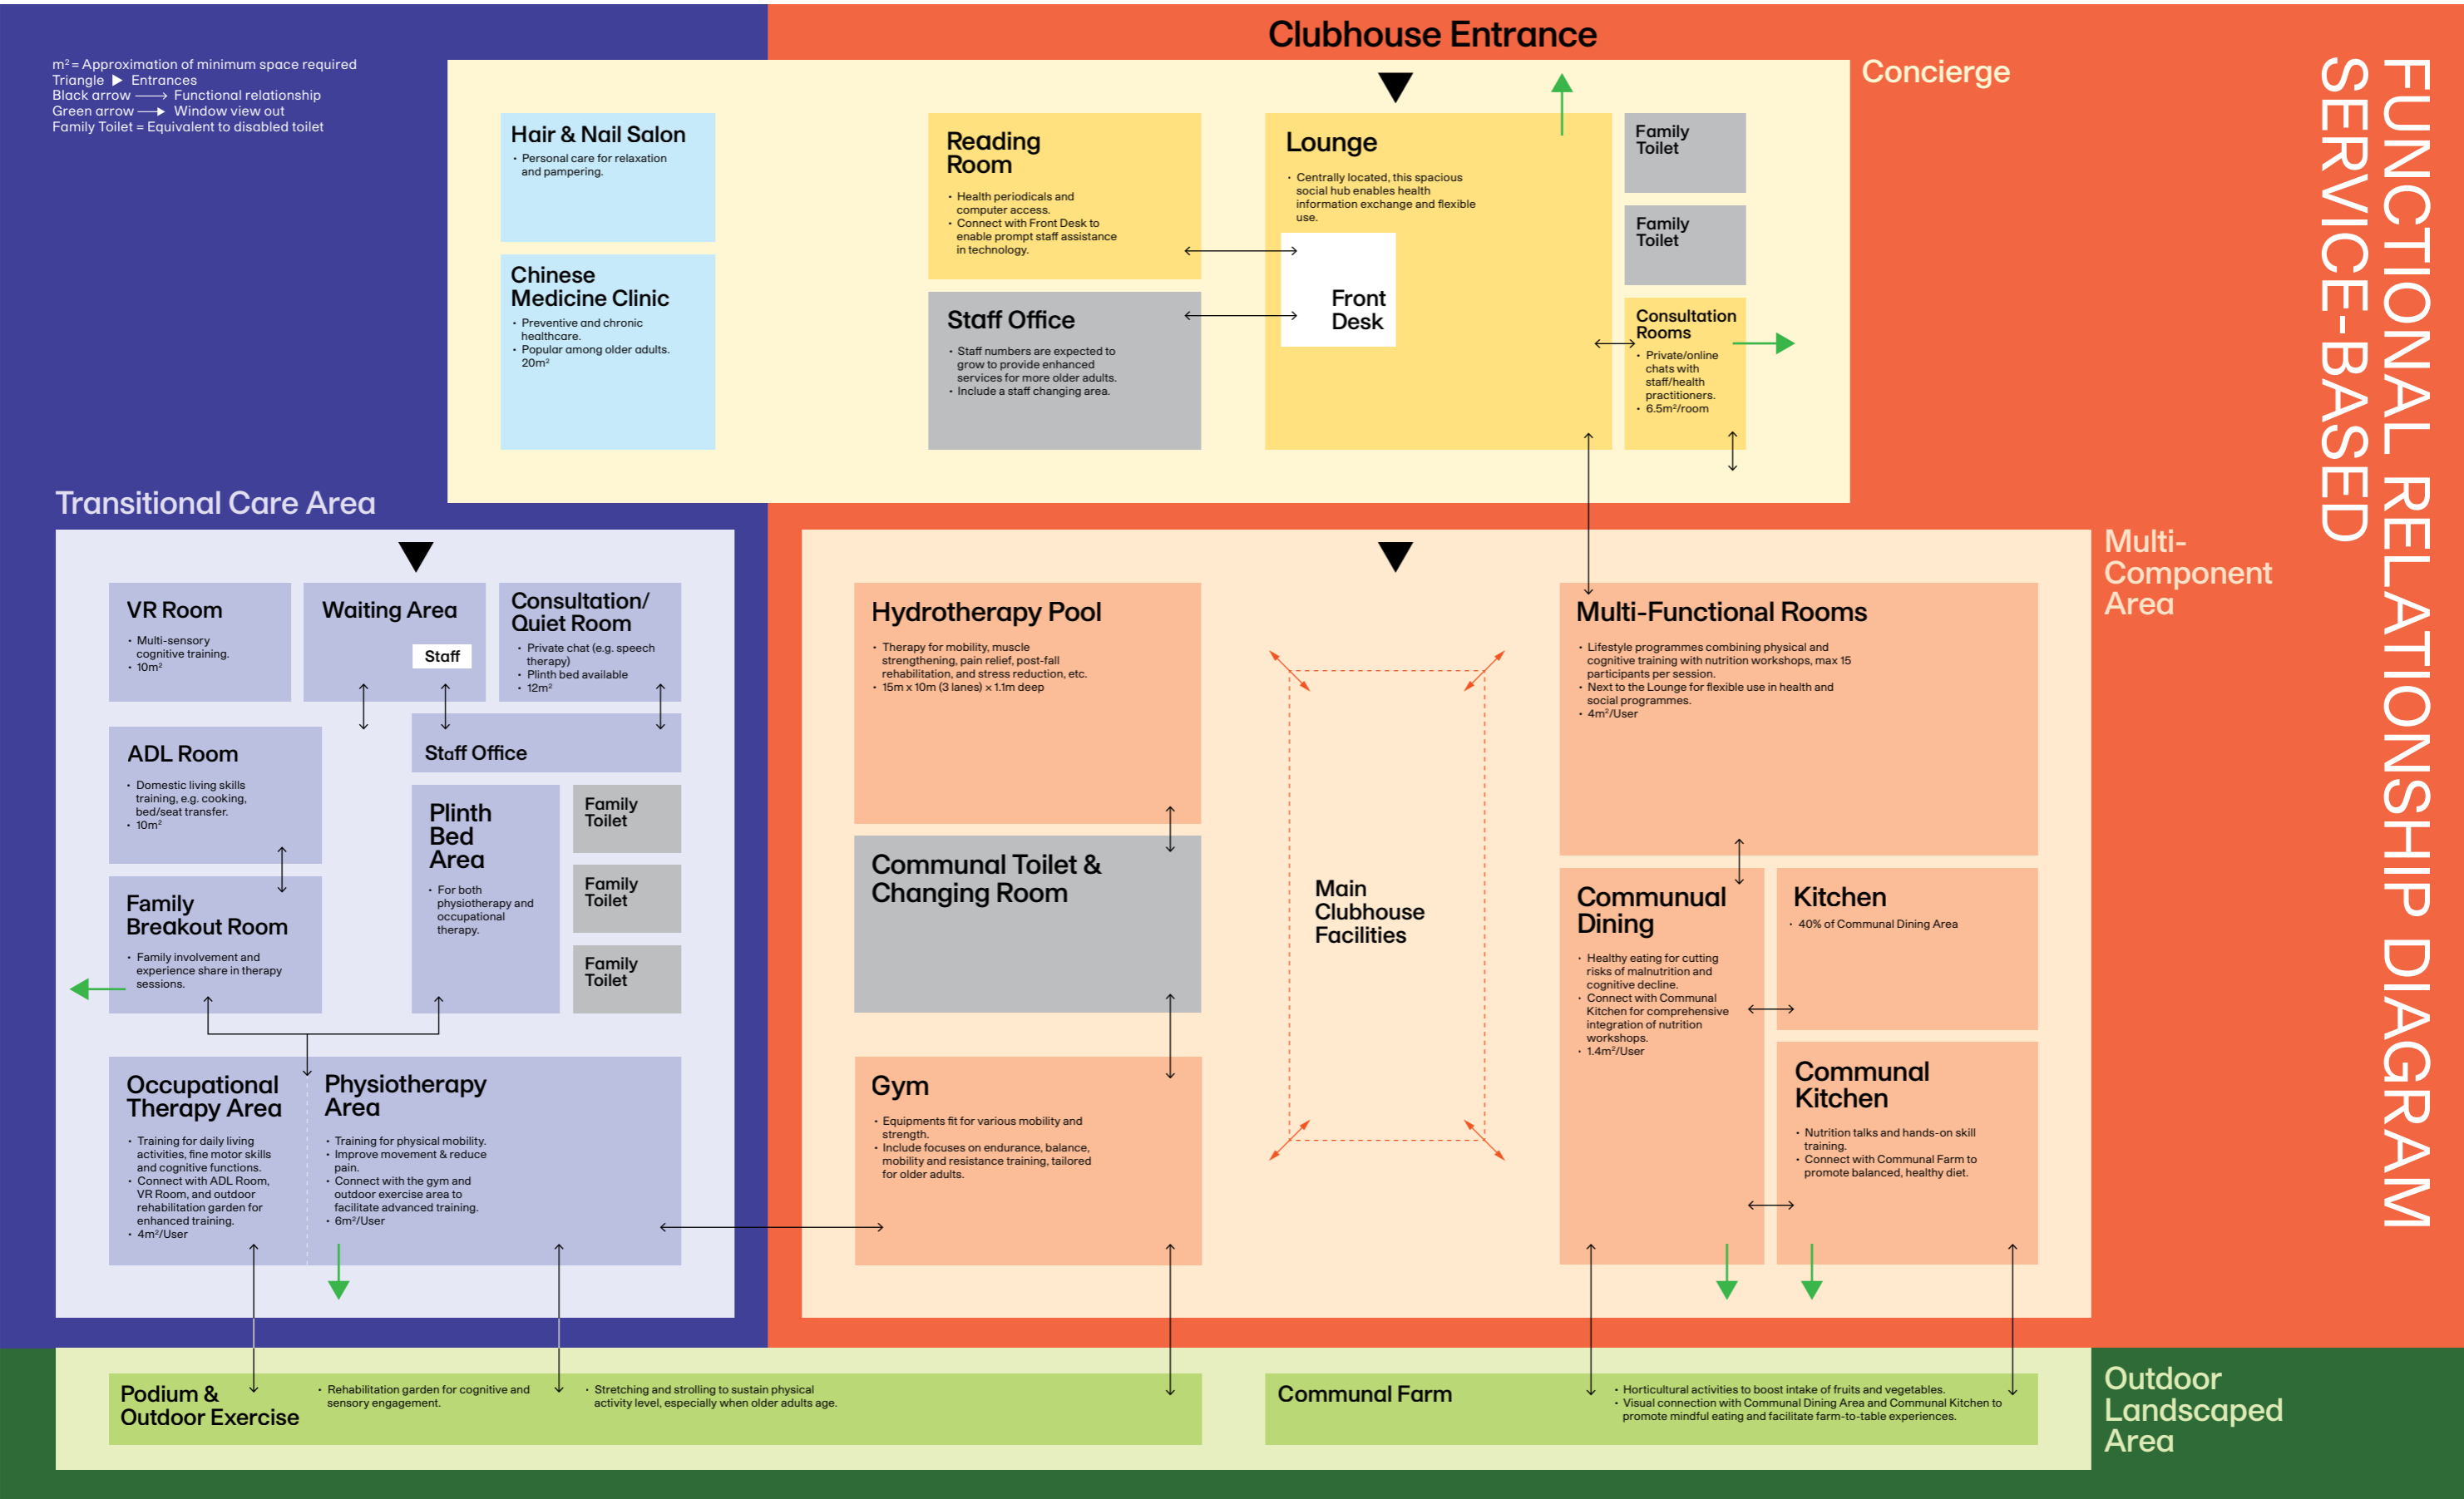 Clubhouse Entrance
m² = Approximation of minimum space required
Triangle ▶ Entrances
Black arrow ⟶ Functional relationship
Green arrow ⟶ Window view out
Family Toilet = Equivalent to disabled toilet
Concierge
FUNCTIONAL RELATIONSHIP DIAGRAM
SERVICE-BASED
Hair & Nail Salon
• Personal care for relaxation
and pampering.
Chinese
Medicine Clinic
• Preventive and chronic
healthcare.
• Popular among older adults.
20m²
Reading
Room
• Health periodicals and
computer access.
• Connect with Front Desk to
enable prompt staff assistance
in technology.
Staff Office
• Staff numbers are expected to
grow to provide enhanced
services for more older adults.
• Include a staff changing area.
Lounge
• Centrally located, this spacious
social hub enables health
information exchange and flexible
use.
Front
Desk
Family
Toilet
Family
Toilet
Consultation
Rooms
• Private/online
chats with
staff/health
practitioners.
• 6.5m²/room
Transitional Care Area
VR Room
• Multi-sensory
cognitive training.
• 10m²
Waiting Area
Staff
Consultation/
Quiet Room
• Private chat (e.g. speech
therapy)
• Plinth bed available
• 12m²
ADL Room
• Domestic living skills
training, e.g. cooking,
bed/seat transfer.
• 10m²
Staff Office
Family
Breakout Room
• Family involvement and
experience share in therapy
sessions.
Plinth
Bed
Area
• For both
physiotherapy and
occupational
therapy.
Family
Toilet
Family
Toilet
Family
Toilet
Occupational
Therapy Area
• Training for daily living
activities, fine motor skills
and cognitive functions.
• Connect with ADL Room,
VR Room, and outdoor
rehabilitation garden for
enhanced training.
• 4m²/User
Physiotherapy
Area
• Training for physical mobility.
• Improve movement & reduce
pain.
• Connect with the gym and
outdoor exercise area to
facilitate advanced training.
• 6m²/User
Multi-
Component
Area
Hydrotherapy Pool
• Therapy for mobility, muscle
strengthening, pain relief, post-fall
rehabilitation, and stress reduction, etc.
• 15m x 10m (3 lanes) × 1.1m deep
Communal Toilet &
Changing Room
Gym
• Equipments fit for various mobility and
strength.
• Include focuses on endurance, balance,
mobility and resistance training, tailored
for older adults.
Main
Clubhouse
Facilities
Multi-Functional Rooms
• Lifestyle programmes combining physical and
cognitive training with nutrition workshops, max 15
participants per session.
• Next to the Lounge for flexible use in health and
social programmes.
• 4m²/User
Communual
Dining
• Healthy eating for cutting
risks of malnutrition and
cognitive decline.
• Connect with Communal
Kitchen for comprehensive
integration of nutrition
workshops.
• 1.4m²/User
Kitchen
• 40% of Communal Dining Area
Communal
Kitchen
• Nutrition talks and hands-on skill
training.
• Connect with Communal Farm to
promote balanced, healthy diet.
Outdoor
Landscaped
Area
Podium &
Outdoor Exercise
• Rehabilitation garden for cognitive and
sensory engagement.
• Stretching and strolling to sustain physical
activity level, especially when older adults age.
Communal Farm
• Horticultural activities to boost intake of fruits and vegetables.
• Visual connection with Communal Dining Area and Communal Kitchen to
promote mindful eating and facilitate farm-to-table experiences.